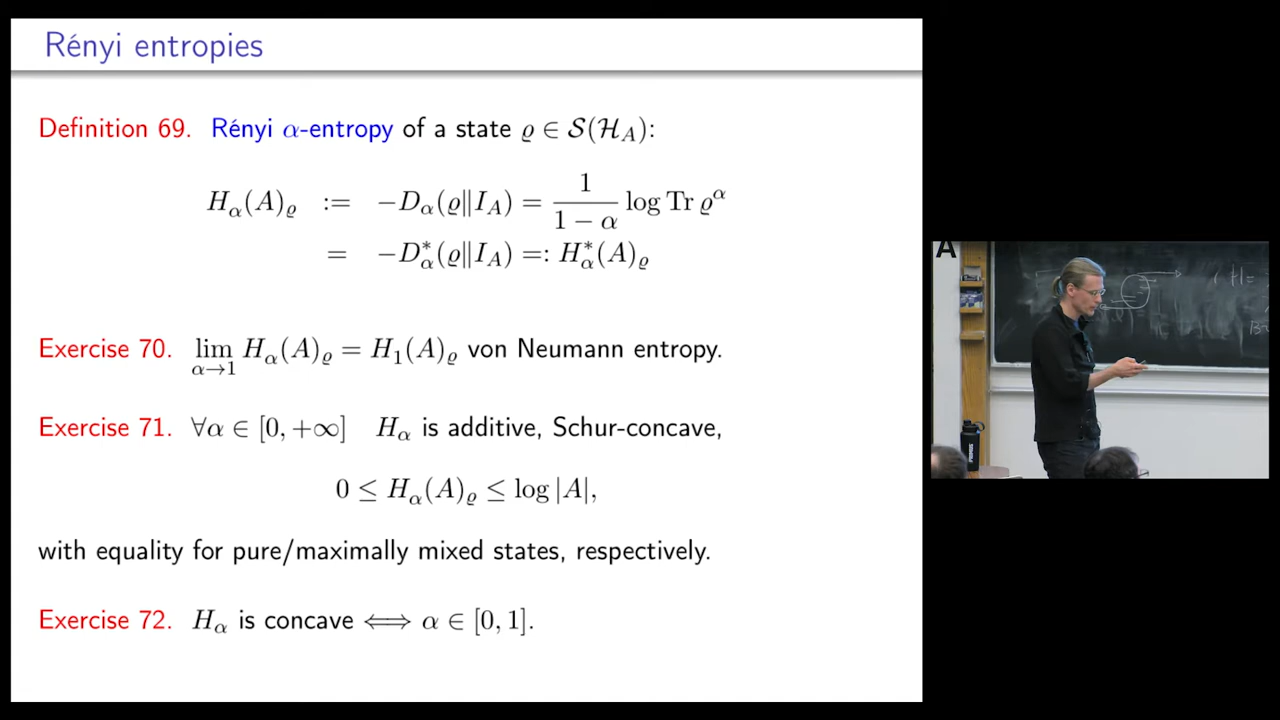 Rényi entropies
Definition 69. Rényi α-entropy of a state ϱ ∈ S(H_A):
H_α(A)_ϱ := −D_α(ϱ‖I_A) = 1/(1 − α) log Tr ϱ^α
= −D*_α(ϱ‖I_A) =: H*_α(A)_ϱ
Exercise 70. lim_{α→1} H_α(A)_ϱ = H_1(A)_ϱ von Neumann entropy.
Exercise 71. ∀α ∈ [0, +∞] H_α is additive, Schur-concave,
0 ≤ H_α(A)_ϱ ≤ log |A|,
with equality for pure/maximally mixed states, respectively.
Exercise 72. H_α is concave ⟺ α ∈ [0, 1].
A